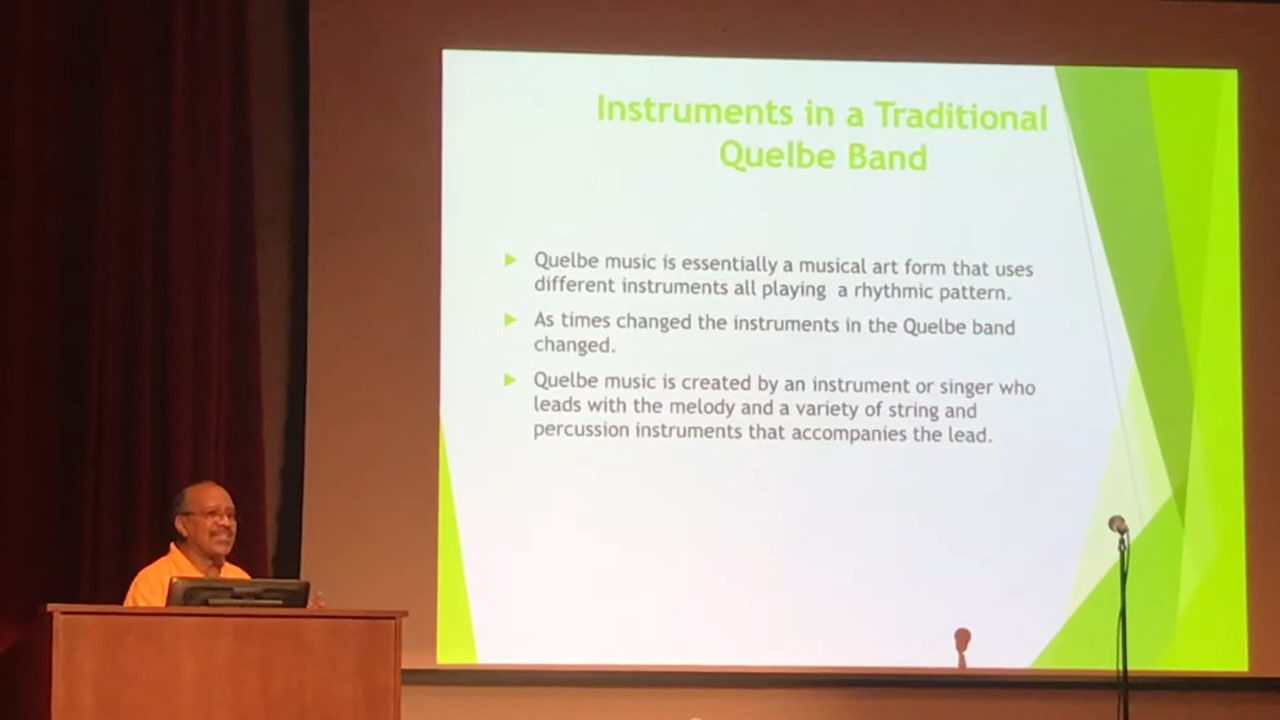 Instruments in a Traditional
Quelbe Band
Quelbe music is essentially a musical art form that uses
different instruments all playing a rhythmic pattern.
As times changed the instruments in the Quelbe band
changed.
Quelbe music is created by an instrument or singer who
leads with the melody and a variety of string and
percussion instruments that accompanies the lead.